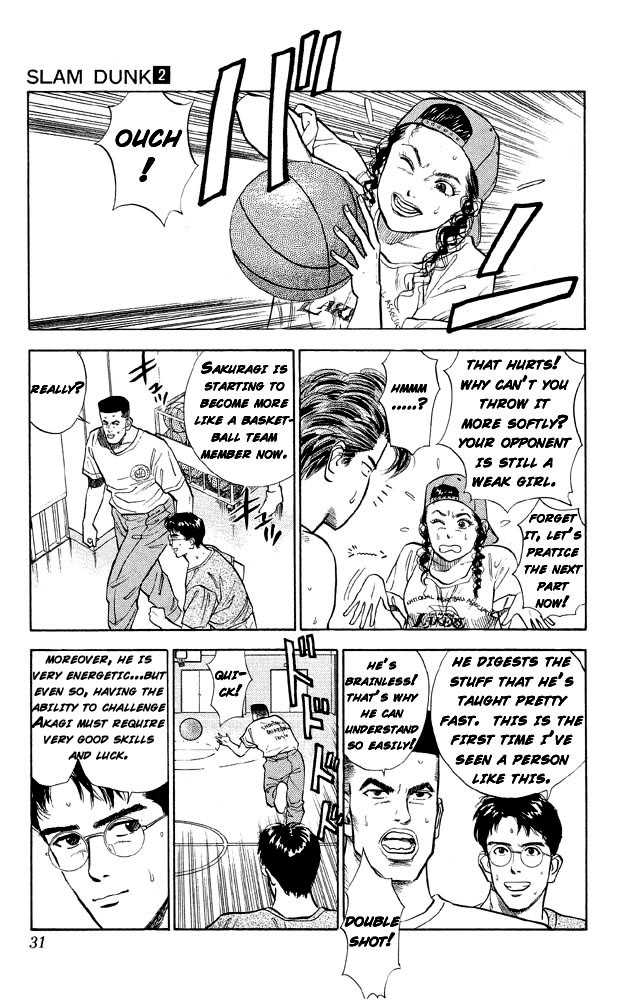 SLAM DUNK 2
OUCH
!
THAT HURTS!
WHY CAN'T YOU
THROW IT
MORE SOFTLY?
YOUR OPPONENT
IS STILL A
WEAK GIRL.
HMMM
.....?
FORGET
IT, LET'S
PRATICE
THE NEXT
PART
NOW!
LAKERS
SAKURAGI IS
STARTING TO
BECOME MORE
LIKE A BASKET-
BALL TEAM
MEMBER NOW.
REALLY?
HE DIGESTS THE
STUFF THAT HE'S
TAUGHT PRETTY
FAST. THIS IS THE
FIRST TIME I'VE
SEEN A PERSON
LIKE THIS.
HE'S
BRAINLESS!
THAT'S WHY
HE CAN
UNDERSTAND
SO EASILY!
DOUBLE
SHOT!
QUI-
CK!
MOREOVER, HE IS
VERY ENERGETIC...BUT
EVEN SO, HAVING THE
ABILITY TO CHALLENGE
AKAGI MUST REQUIRE
VERY GOOD SKILLS
AND LUCK.
31